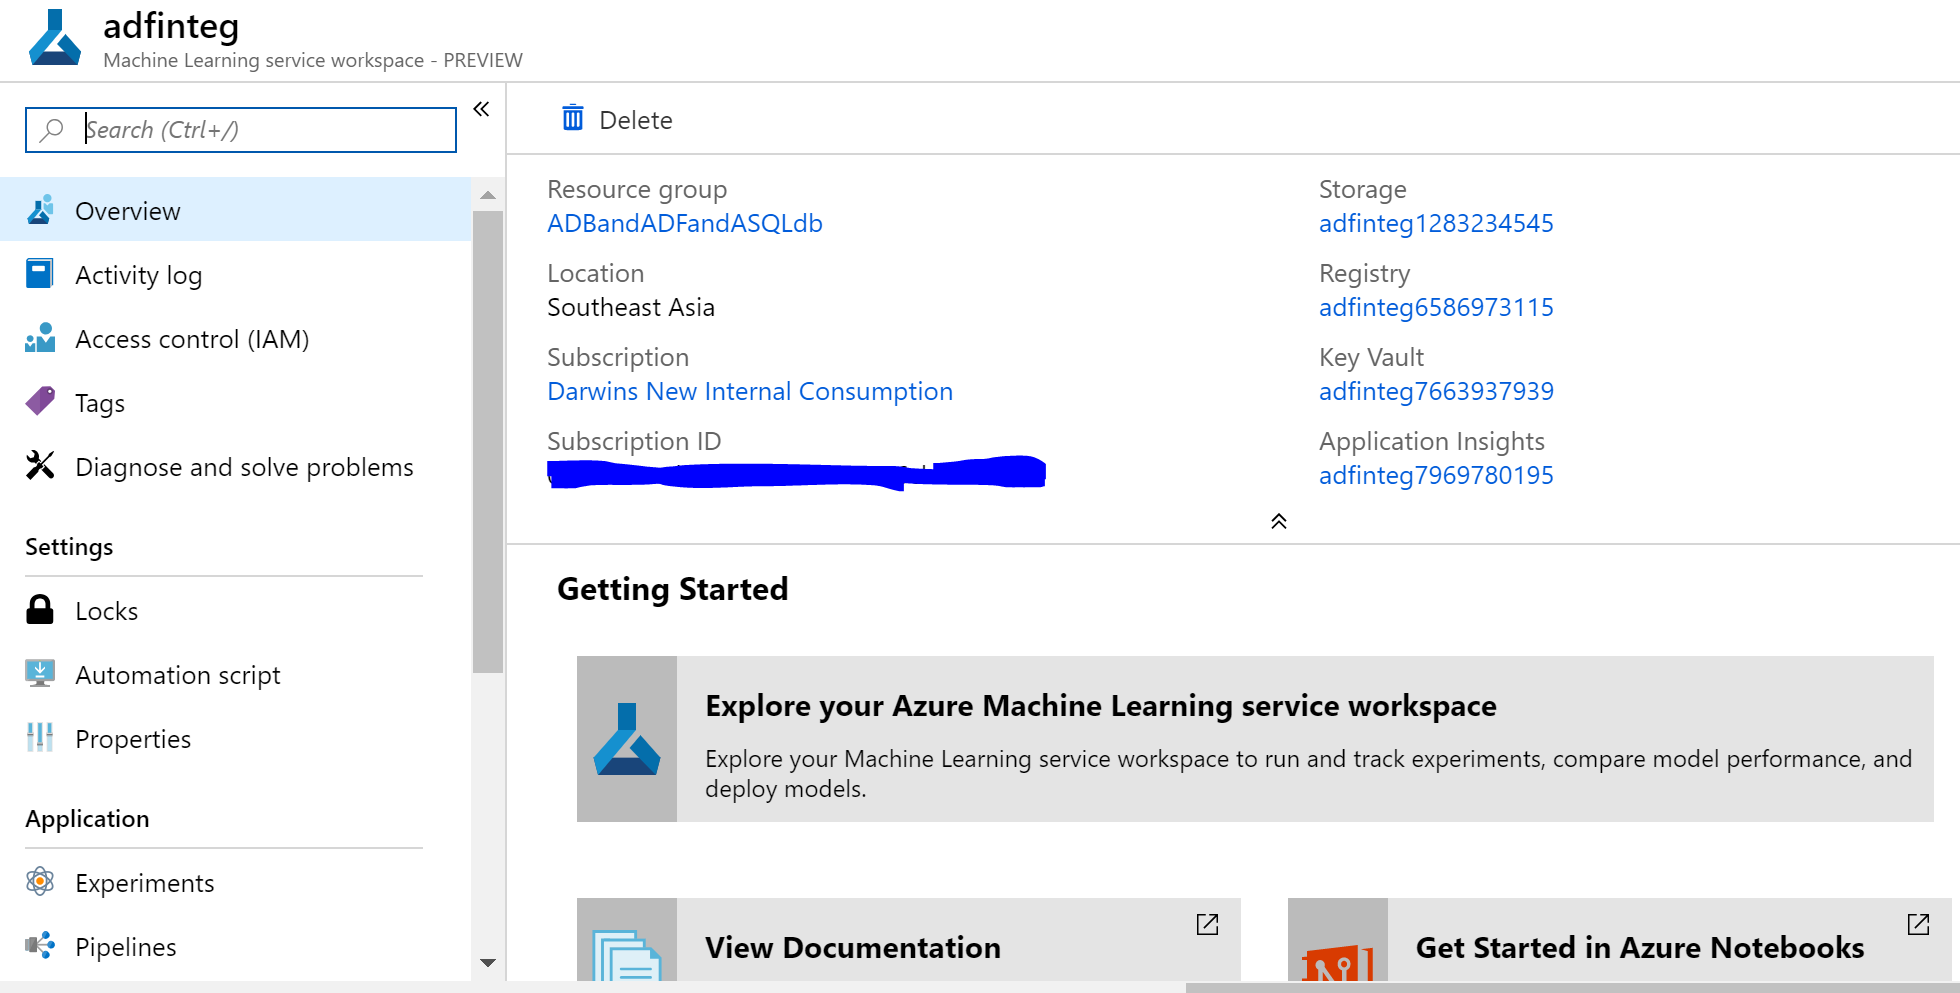 adfinteg
Machine Learning service workspace - PREVIEW
Search (Ctrl+/)
Overview
Activity log
Access control (IAM)
Tags
Diagnose and solve problems
Settings
Locks
Automation script
Properties
Application
Experiments
Pipelines
Delete
Resource group
ADBandADFandASQLdb
Location
Southeast Asia
Subscription
Darwins New Internal Consumption
Subscription ID
Storage
adfinteg1283234545
Registry
adfinteg6586973115
Key Vault
adfinteg7663937939
Application Insights
adfinteg7969780195
Getting Started
Explore your Azure Machine Learning service workspace
Explore your Machine Learning service workspace to run and track experiments, compare model performance, and
deploy models.
View Documentation
Get Started in Azure Notebooks